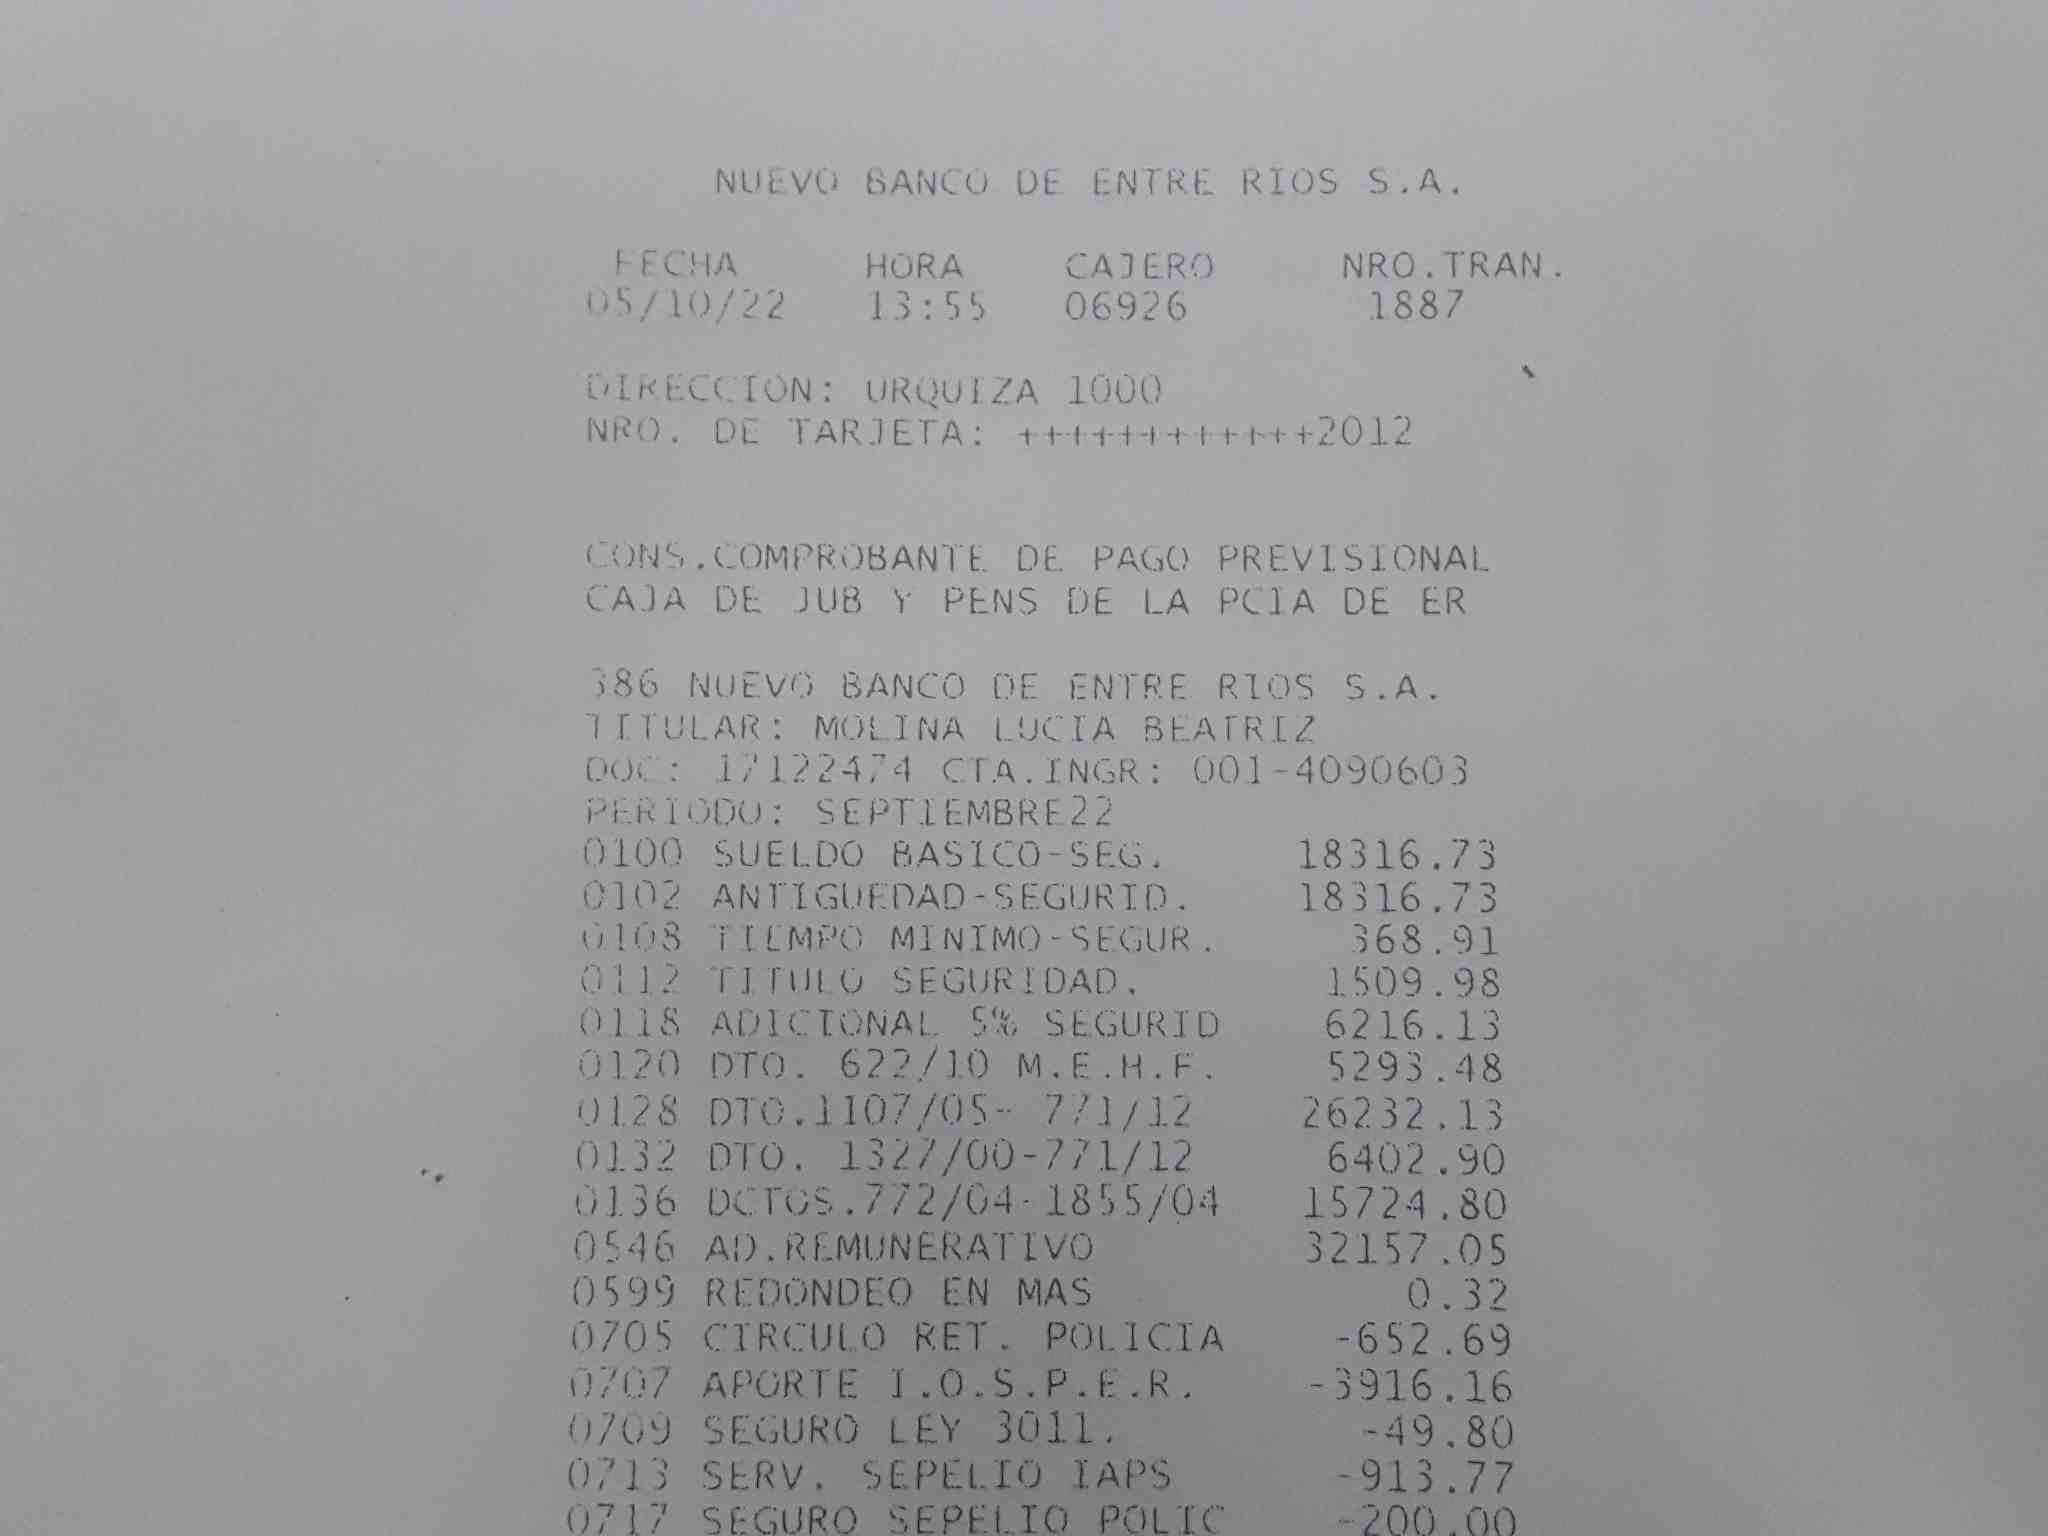 NUEVO BANCO DE ENTRE RIOS S.A.
FECHA HORA CAJERO NRO.TRAN.
05/10/22 13:55 06926 1887
DIRECCION: URQUIZA 1000
NRO. DE TARJETA: ++++++++++++2012
CONS.COMPROBANTE DE PAGO PREVISIONAL
CAJA DE JUB Y PENS DE LA PCIA DE ER
386 NUEVO BANCO DE ENTRE RIOS S.A.
TITULAR: MOLINA LUCIA BEATRIZ
DOC: 17122474 CTA.INGR: 001-4090603
PERIODO: SEPTIEMBRE22
0100 SUELDO BASICO-SEG. 18316.73
0102 ANTIGUEDAD-SEGURID. 18316.73
0108 TIEMPO MINIMO-SEGUR. 368.91
0112 TITULO SEGURIDAD. 1509.98
0118 ADICIONAL 5% SEGURID 6216.13
0120 DTO. 622/10 M.E.H.F. 5293.48
0128 DTO.1107/05- 771/12 26232.13
0132 DTO. 1327/00-771/12 6402.90
0136 DCTOS.772/04-1855/04 15724.80
0546 AD.REMUNERATIVO 32157.05
0599 REDONDEO EN MAS 0.32
0705 CIRCULO RET. POLICIA -652.69
0707 APORTE I.O.S.P.E.R. -3916.16
0709 SEGURO LEY 3011. -49.80
0713 SERV. SEPELIO IAPS -913.77
0717 SEGURO SEPELIO POLIC -200.00